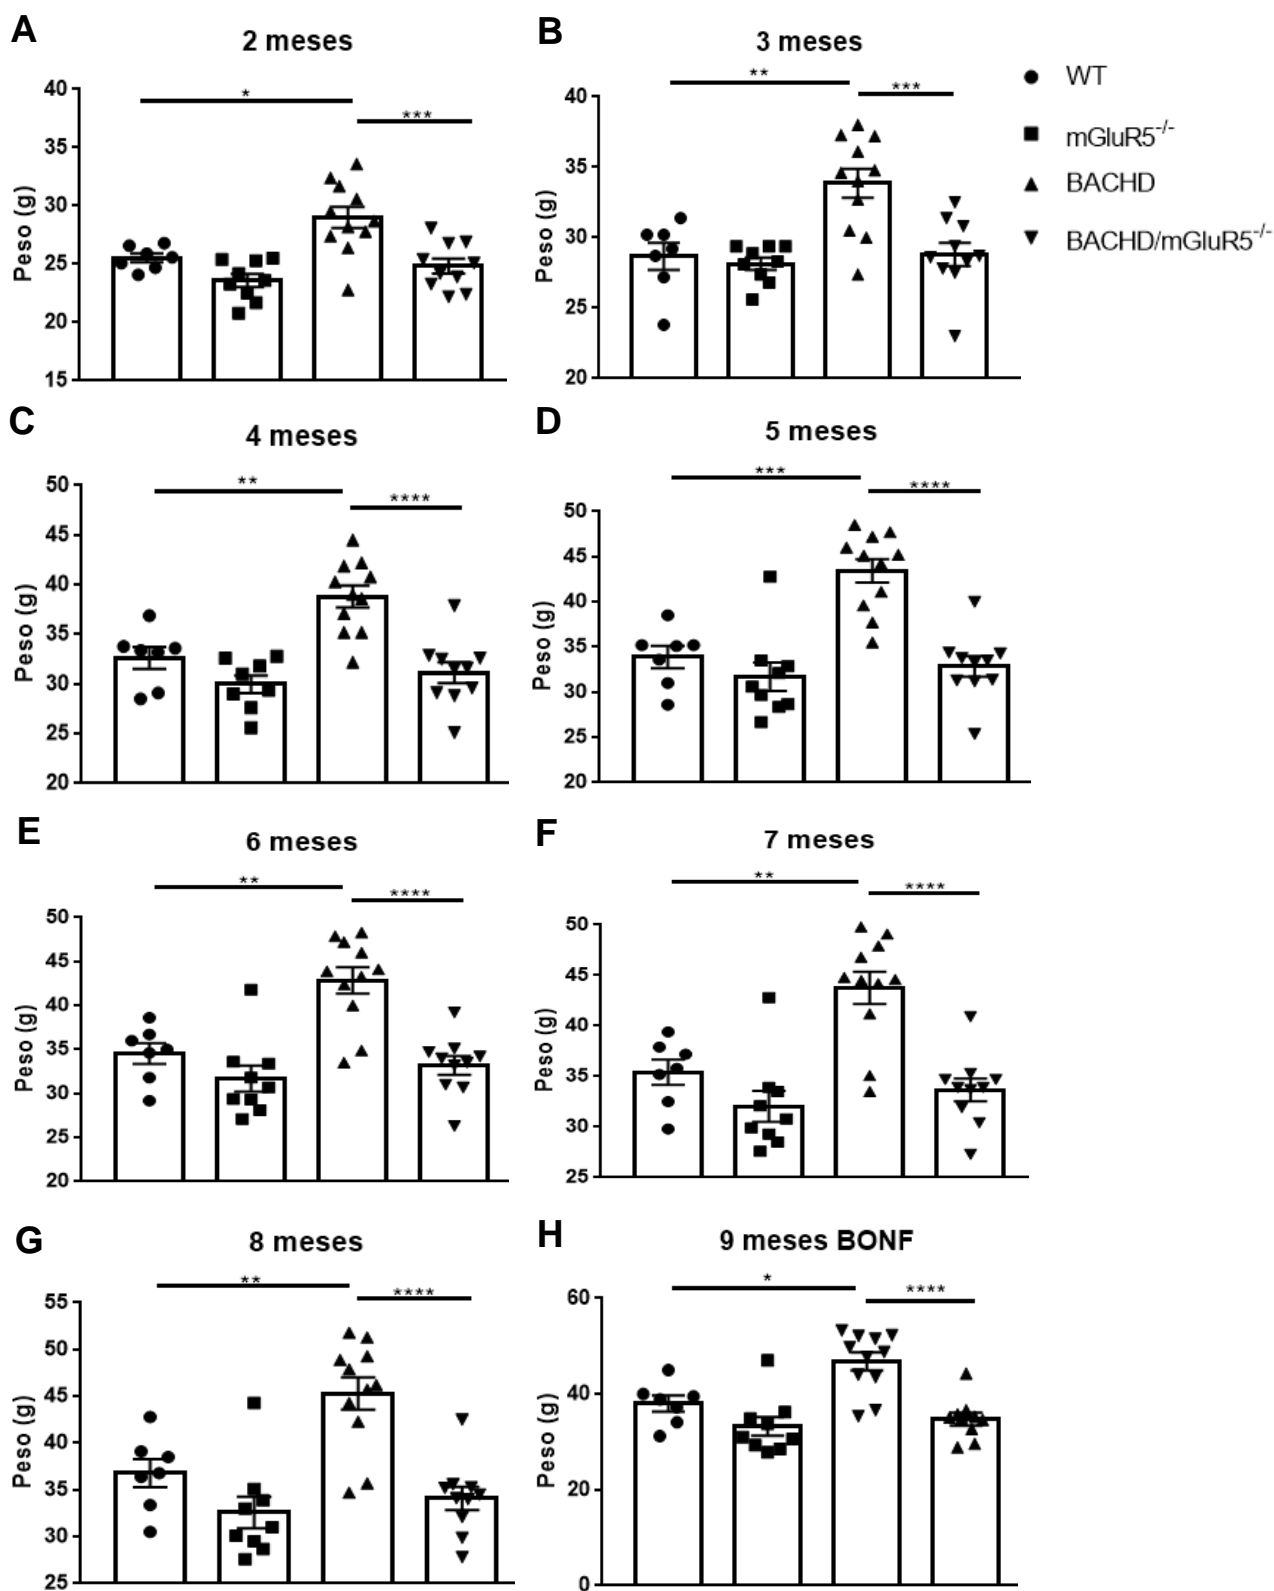 A
2 meses
*
***
Peso (g)
40
35
30
25
20
15
B
3 meses
**
***
Peso (g)
40
35
30
25
20
WT
mGluR5-/-
BACHD
BACHD/mGluR5-/-
C
4 meses
**
****
Peso (g)
50
45
40
35
30
25
20
D
5 meses
***
****
Peso (g)
50
45
40
35
30
25
20
E
6 meses
**
****
Peso (g)
50
45
40
35
30
25
20
F
7 meses
**
****
Peso (g)
50
45
40
35
30
25
G
8 meses
**
****
Peso (g)
55
50
45
40
35
30
25
H
9 meses BONF
*
****
Peso (g)
60
40
20
0